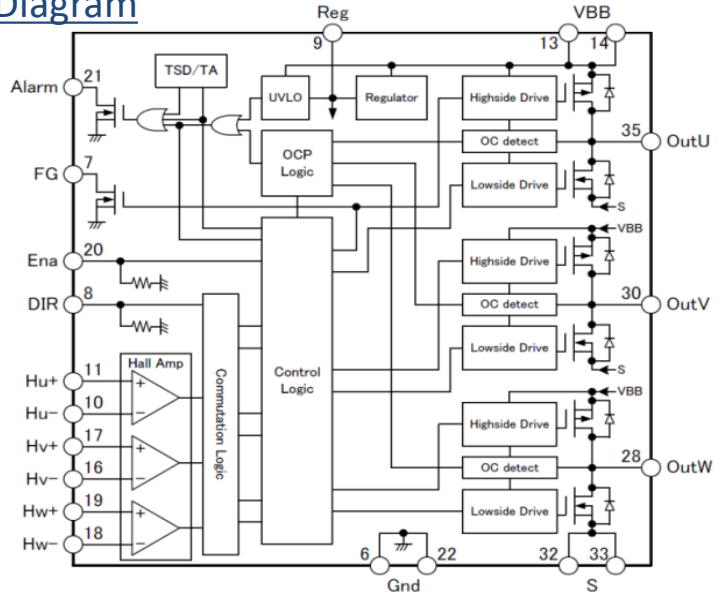 Diagram
Reg
VBB
9
13
14
Alarm
21
TSD/TA
UVLO
Regulator
Highside Drive
35
OutU
OC detect
OCP
Logic
FG
7
Lowside Drive
S
VBB
Ena
20
Highside Drive
DIR
8
30
OutV
OC detect
Hall Amp
Commutation Logic
Control
Logic
Lowside Drive
S
Hu+
11
+
VBB
Hu-
10
-
Highside Drive
Hv+
17
+
28
OutW
OC detect
Hv-
16
-
Hw+
19
+
Lowside Drive
Hw-
18
-
6
22
32
33
Gnd
S